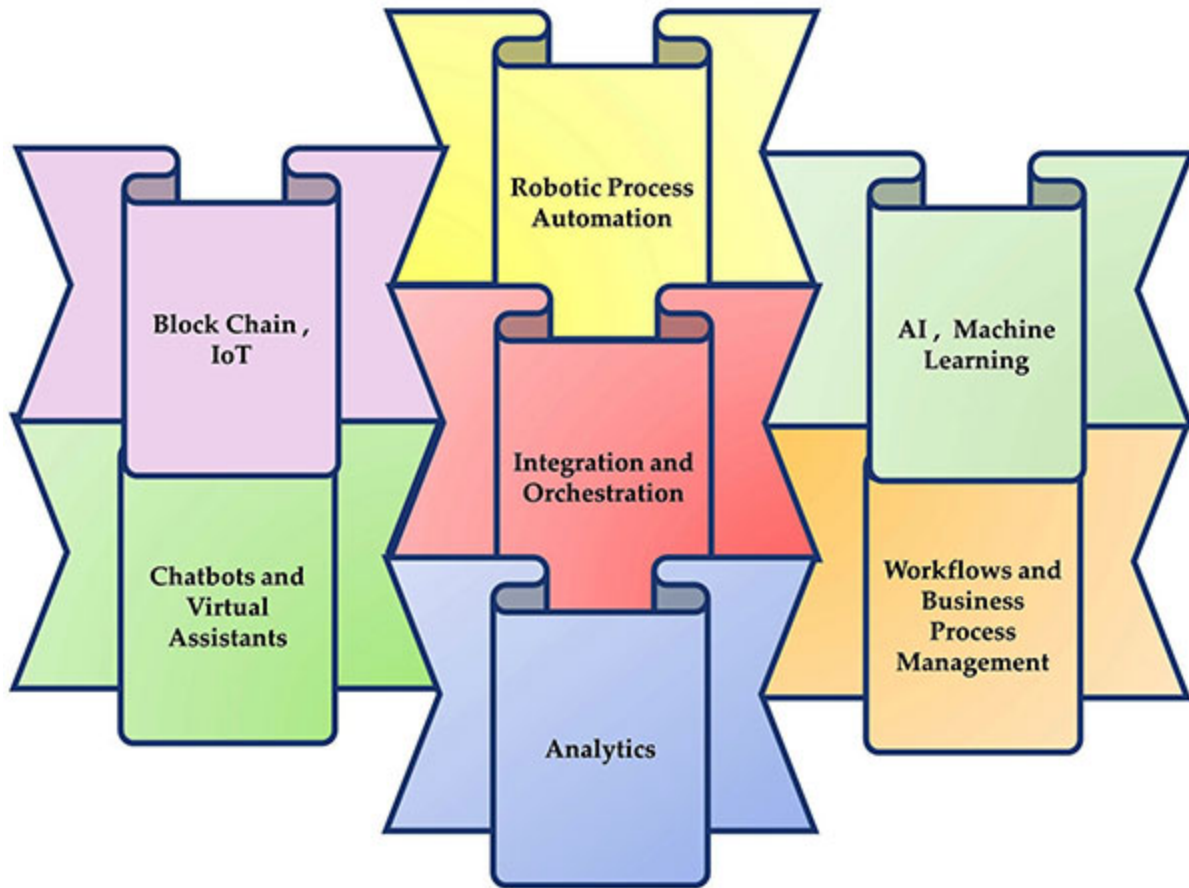 Robotic Process
Automation
Block Chain ,
IoT
AI ,  Machine
Learning
Integration and
Orchestration
Chatbots and
Virtual
Assistants
Workflows and
Business
Process
Management
Analytics